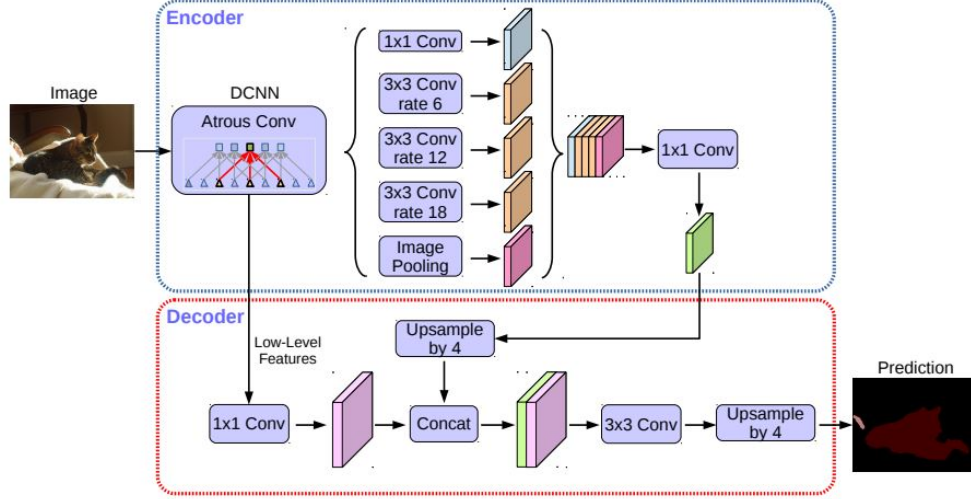 Encoder
Image
DCNN
Atrous Conv
1x1 Conv
3x3 Conv
rate 6
3x3 Conv
rate 12
3x3 Conv
rate 18
Image
Pooling
1x1 Conv
Decoder
Low-Level
Features
Upsample
by 4
1x1 Conv
Concat
3x3 Conv
Upsample
by 4
Prediction